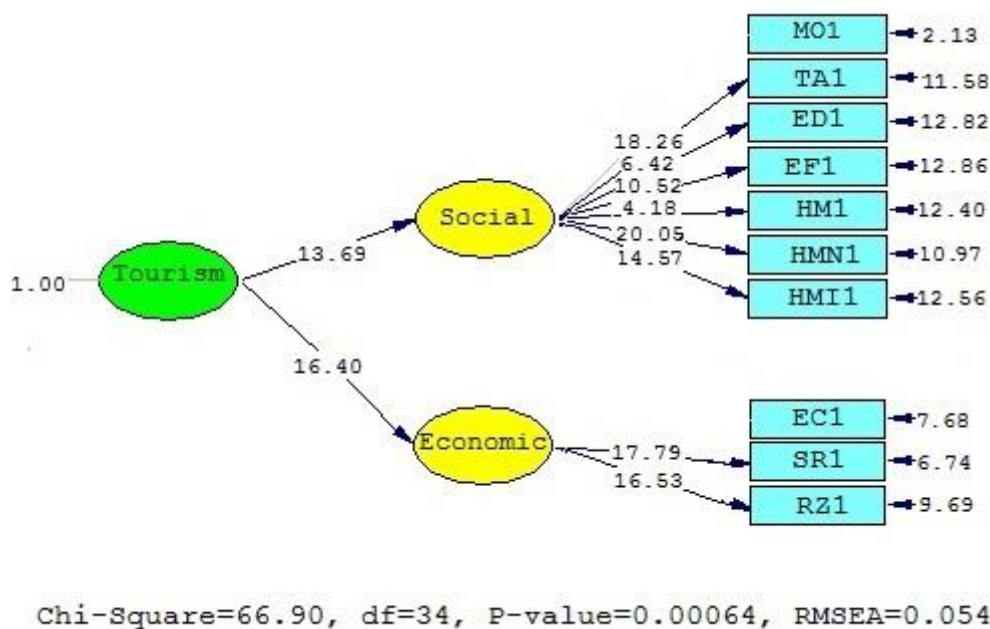 MO1
2.13
TA1
11.58
18.26
ED1
12.82
6.42
EF1
12.86
10.52
Social
4.18
HM1
12.40
20.05
13.69
HMN1
10.97
14.57
1.00
Tourism
HMI1
12.56
16.40
EC1
7.68
Economic
17.79
SR1
6.74
16.53
RZ1
9.69
Chi-Square=66.90, df=34, P-value=0.00064, RMSEA=0.054